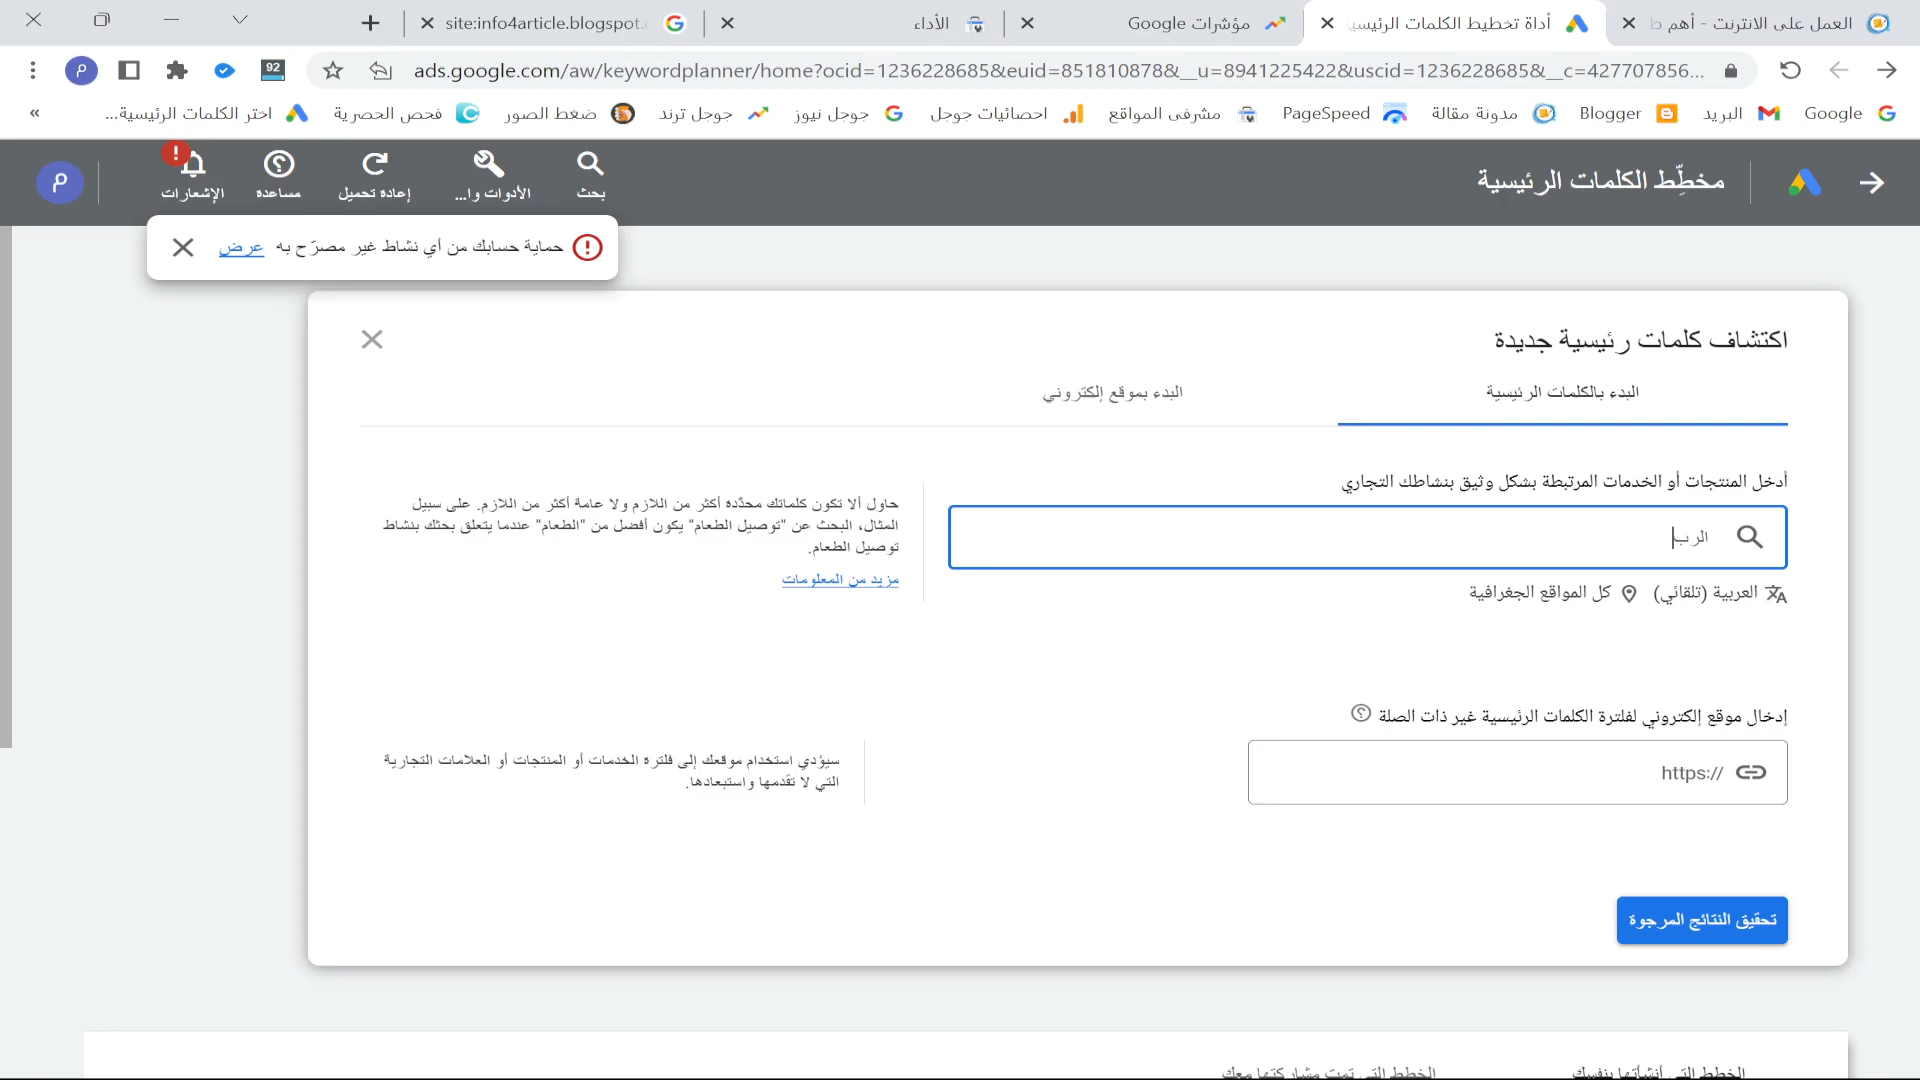 العمل على الانترنت - أهم ط
أداة تخطيط الكلمات الرئيسي
مؤشرات Google
الأداء
site:info4article.blogspot.c
ads.google.com/aw/keywordplanner/home?ocid=1236228685&euid=851810878&__u=8941225422&uscid=1236228685&__c=427707856...
92
م
Google
البريد
Blogger
مدونة مقالة
PageSpeed
مشرفى المواقع
احصائيات جوجل
جوجل نيوز
جوجل ترند
ضغط الصور
فحص الحصرية
اختر الكلمات الرئيسية...
«
مخطِّط الكلمات الرئيسية
بحث
الأدوات وا...
إعادة تحميل
مساعدة
الإشعارات
م
حماية حسابك من أي نشاط غير مصرّح به عرض
اكتشاف كلمات رئيسية جديدة
البدء بالكلمات الرئيسية
البدء بموقع إلكتروني
أدخل المنتجات أو الخدمات المرتبطة بشكل وثيق بنشاطك التجاري
الرب
العربية (تلقائي)
كل المواقع الجغرافية
حاول ألا تكون كلماتك محدّدة أكثر من اللازم ولا عامة أكثر من اللازم. على سبيل
المثال، البحث عن "توصيل الطعام" يكون أفضل من "الطعام" عندما يتعلق بحثك بنشاط
توصيل الطعام.
مزيد من المعلومات
إدخال موقع إلكتروني لفلترة الكلمات الرئيسية غير ذات الصلة
https://
سيؤدي استخدام موقعك إلى فلترة الخدمات أو المنتجات أو العلامات التجارية
التي لا تقدّمها واستبعادها.
تحقيق النتائج المرجوة
الخطط التي أنشأتها بنفسك
الخطط التي تمت مشاركتها معك